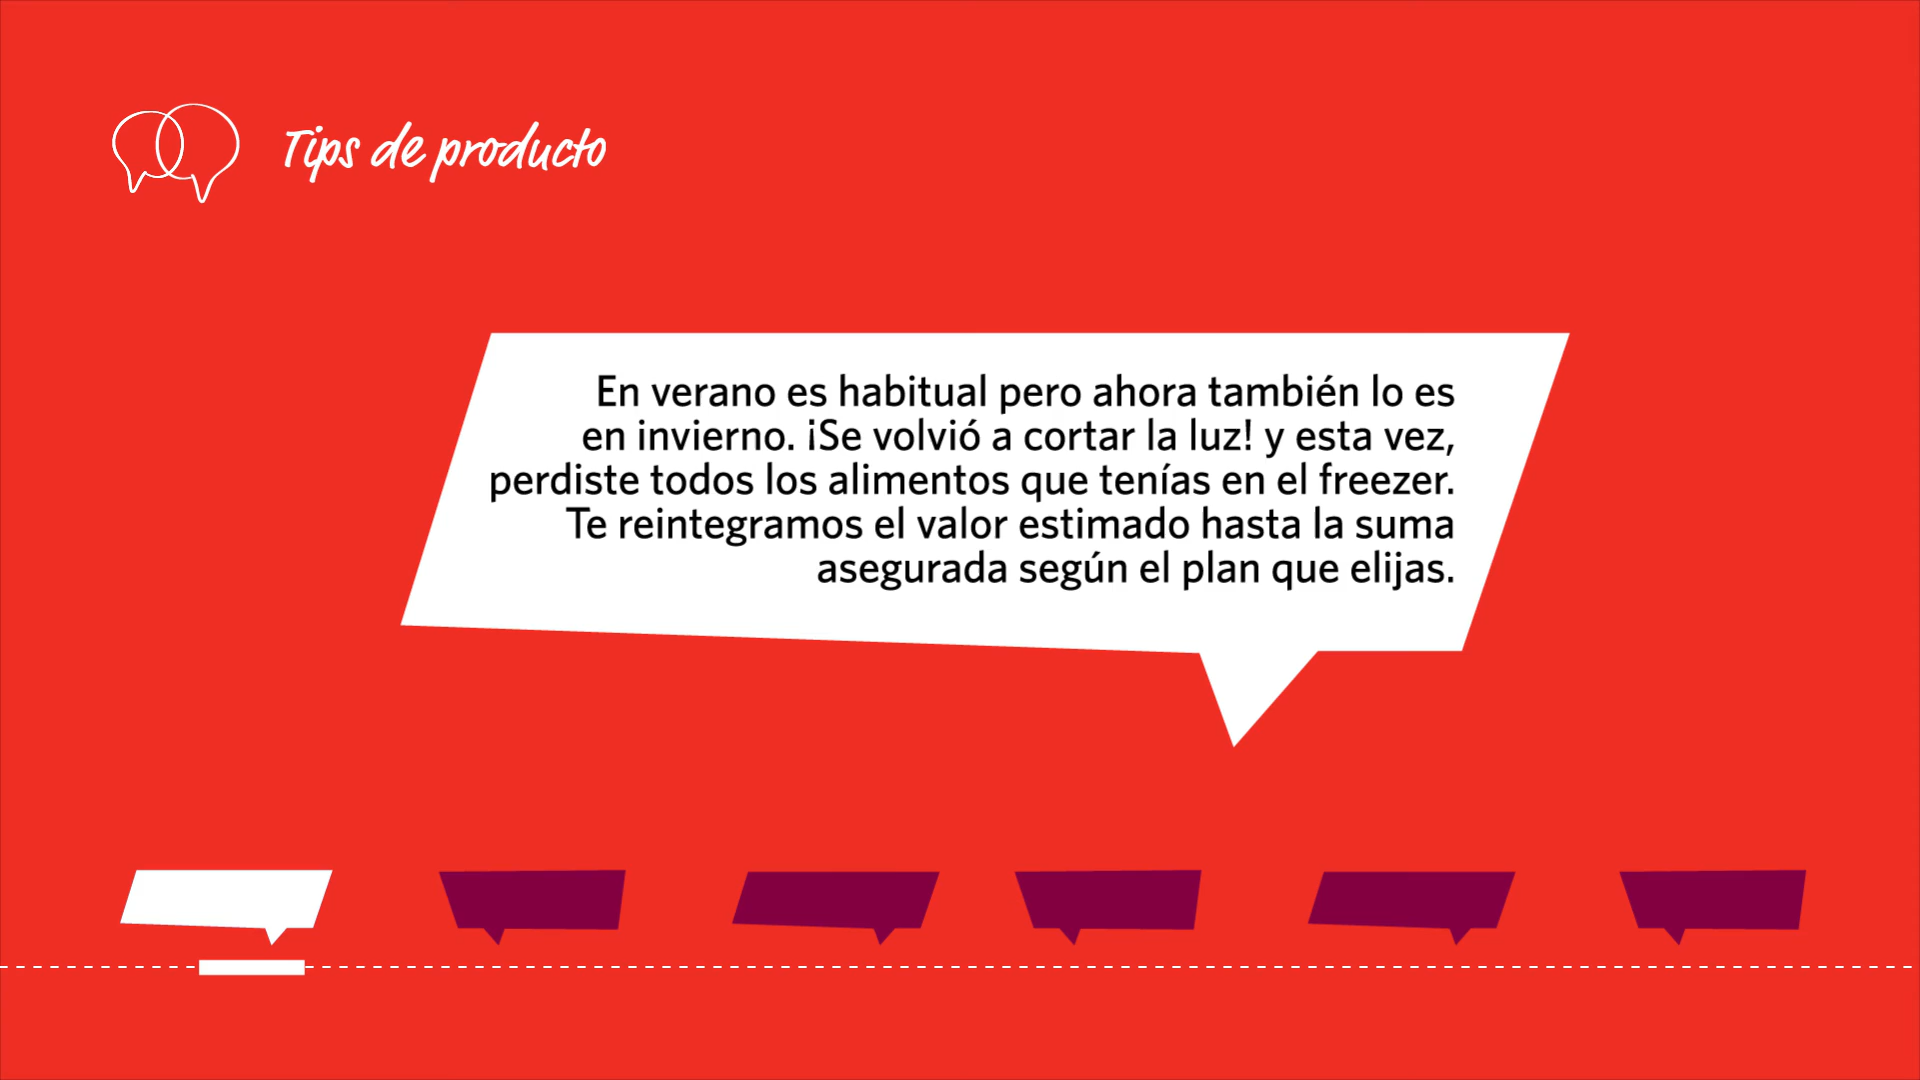 Tips de producto
En verano es habitual pero ahora también lo es
en invierno. ¡Se volvió a cortar la luz! y esta vez,
perdiste todos los alimentos que tenías en el freezer.
Te reintegramos el valor estimado hasta la suma
asegurada según el plan que elijas.